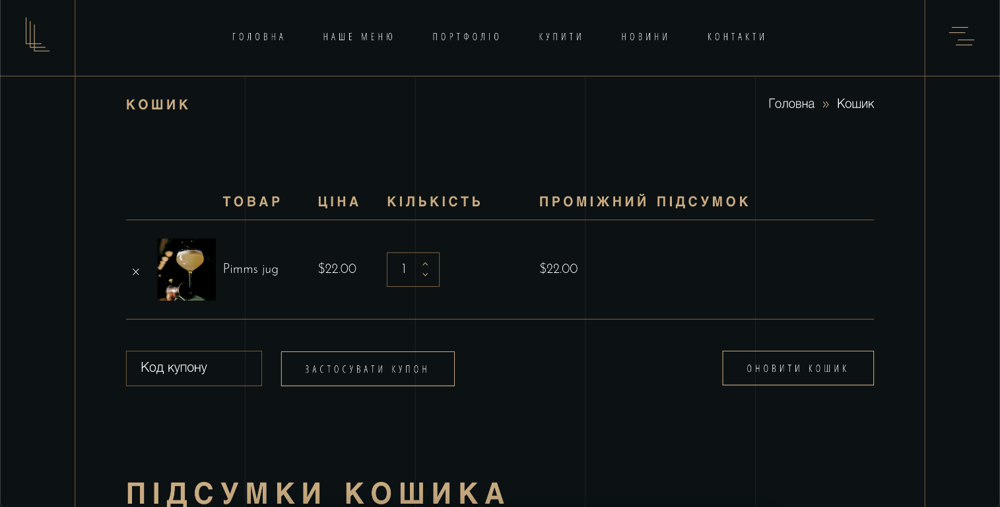 ГОЛОВНА НАШЕ МЕНЮ ПОРТФОЛІО КУПИТИ НОВИНИ КОНТАКТИ
КОШИК
Головна » Кошик
ТОВАР ЦІНА КІЛЬКІСТЬ ПРОМІЖНИЙ ПІДСУМОК
× Pimms jug $22.00 1 $22.00
Код купону ЗАСТОСУВАТИ КУПОН ОНОВИТИ КОШИК
ПІДСУМКИ КОШИКА